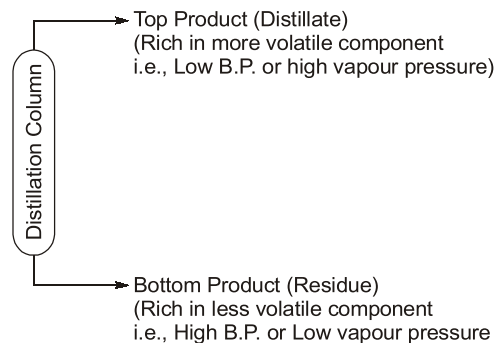 Top Product (Distillate)
(Rich in more volatile component
i.e., Low B.P. or high vapour pressure)
Distillation Column
Bottom Product (Residue)
(Rich in less volatile component
i.e., High B.P. or Low vapour pressure